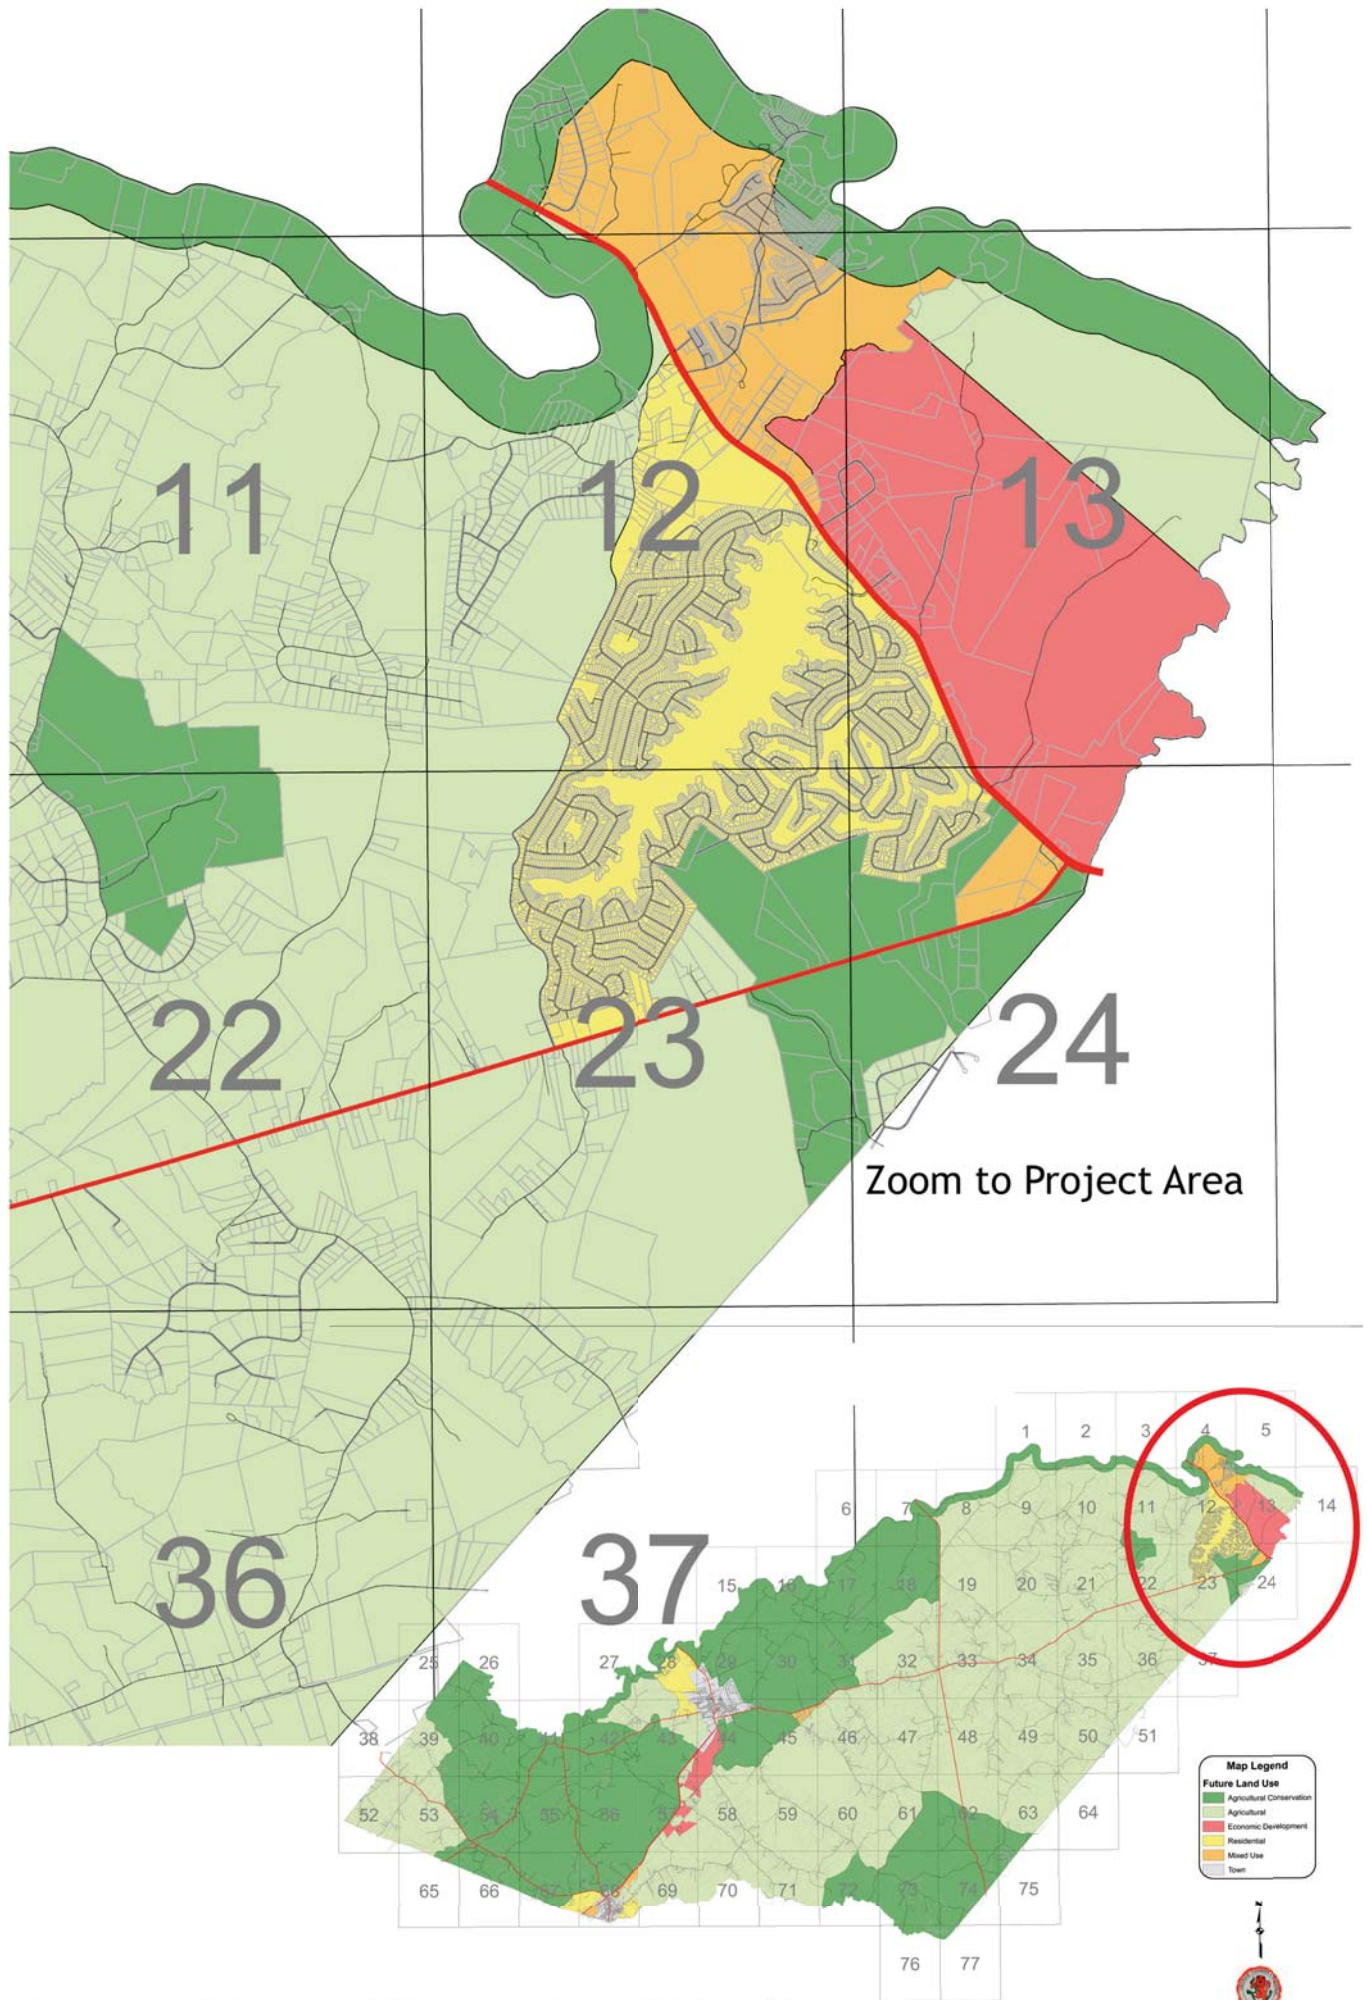 11
12
13
22
23
24
Zoom to Project Area
36
37
1 2 3 4 5
6 7 8 9 10 11 12 13 14
15 16 17 18 19 20 21 22 23 24
25 26 27 28 29 30 31 32 33 34 35 36 37
38 39 40 41 42 43 44 45 46 47 48 49 50 51
52 53 54 55 56 57 58 59 60 61 62 63 64
65 66 67 68 69 70 71 72 73 74 75
76 77
Map Legend
Future Land Use
Agricultural Conservation
Agricultural
Economic Development
Residential
Mixed Use
Town
N